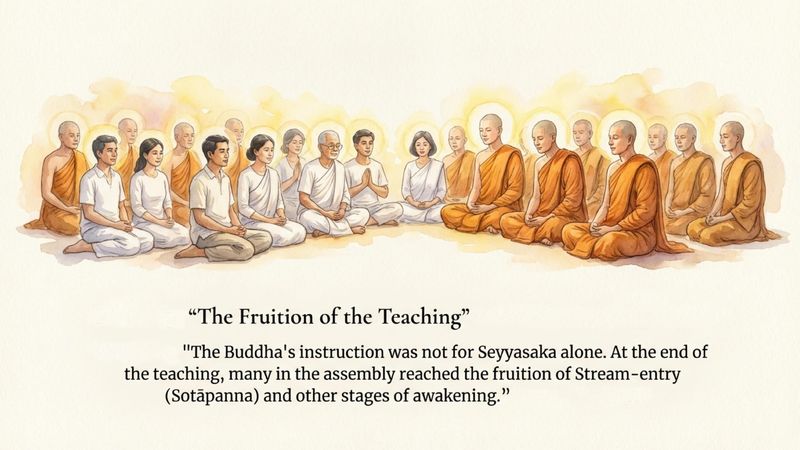 “The Fruition of the Teaching”
"The Buddha's instruction was not for Seyyasaka alone. At the end of
the teaching, many in the assembly reached the fruition of Stream-entry
(Sotāpanna) and other stages of awakening.”